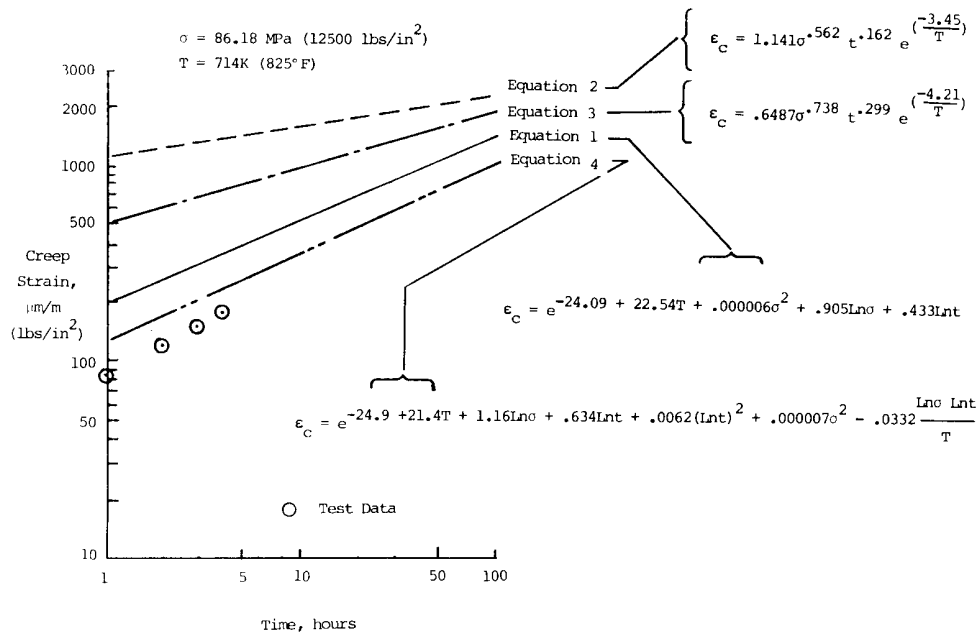 σ = 86.18 MPa (12500 lbs/in²)
T = 714K (825°F)
ε_c = 1.141σ^.562 t^.162 e^(-3.45/T)
ε_c = .6487σ^.738 t^.299 e^(-4.21/T)
Equation 2
Equation 3
Equation 1
Equation 4
3000
2000
1000
500
100
50
10
Creep
Strain,
μm/m
(lbs/in²)
ε_c = e^-24.09 + 22.54T + .000006σ² + .905Lnσ + .433Lnt
ε_c = e^-24.9 +21.4T + 1.16Lnσ + .634Lnt + .0062(Lnt)² + .000007σ² - .0332 Lnσ Lnt/T
Test Data
1
5
10
50
100
Time, hours